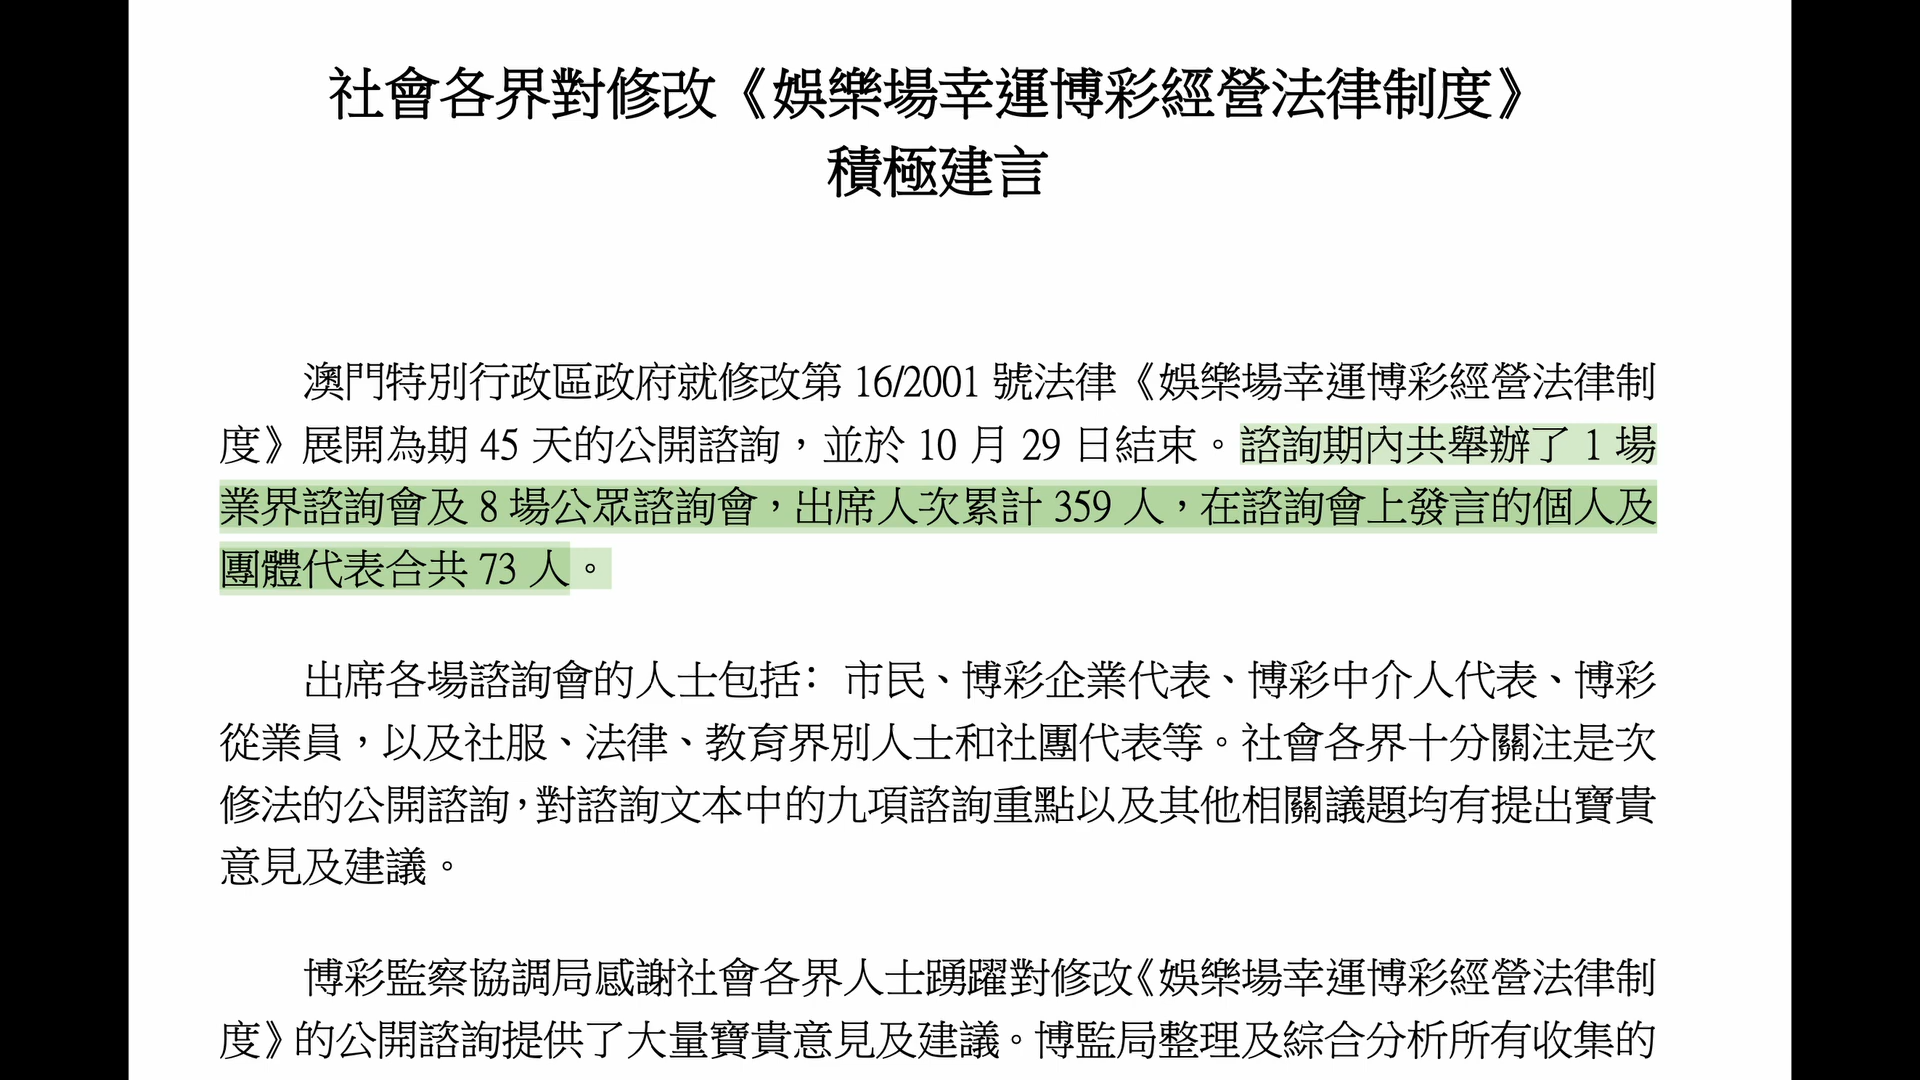 社會各界對修改《娛樂場幸運博彩經營法律制度》
積極建言
澳門特別行政區政府就修改第 16/2001 號法律《娛樂場幸運博彩經營法律制
度》展開為期 45 天的公開諮詢，並於 10 月 29 日結束。諮詢期內共舉辦了 1 場
業界諮詢會及 8 場公眾諮詢會，出席人次累計 359 人，在諮詢會上發言的個人及
團體代表合共 73 人。
出席各場諮詢會的人士包括：市民、博彩企業代表、博彩中介人代表、博彩
從業員，以及社服、法律、教育界別人士和社團代表等。社會各界十分關注是次
修法的公開諮詢，對諮詢文本中的九項諮詢重點以及其他相關議題均有提出寶貴
意見及建議。
博彩監察協調局感謝社會各界人士踴躍對修改《娛樂場幸運博彩經營法律制
度》的公開諮詢提供了大量寶貴意見及建議。博監局整理及綜合分析所有收集的